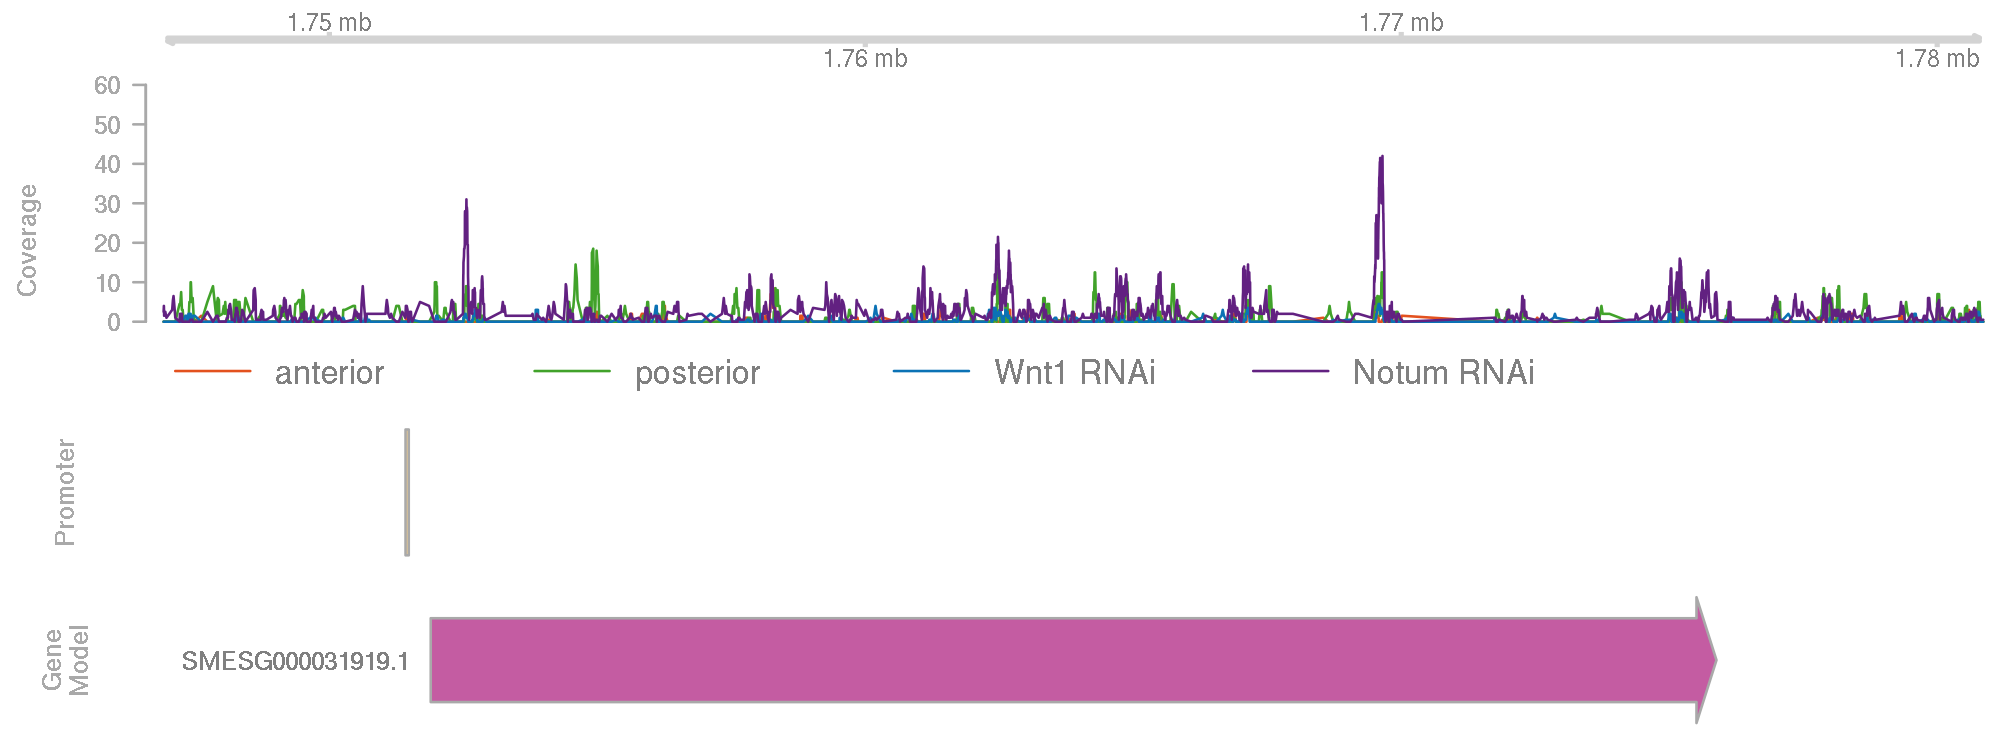 1.75 mb
1.77 mb
1.76 mb
1.78 mb
Coverage
60
50
40
30
20
10
0
anterior posterior Wnt1 RNAi Notum RNAi
Promoter
Gene
Model
SMESG000031919.1